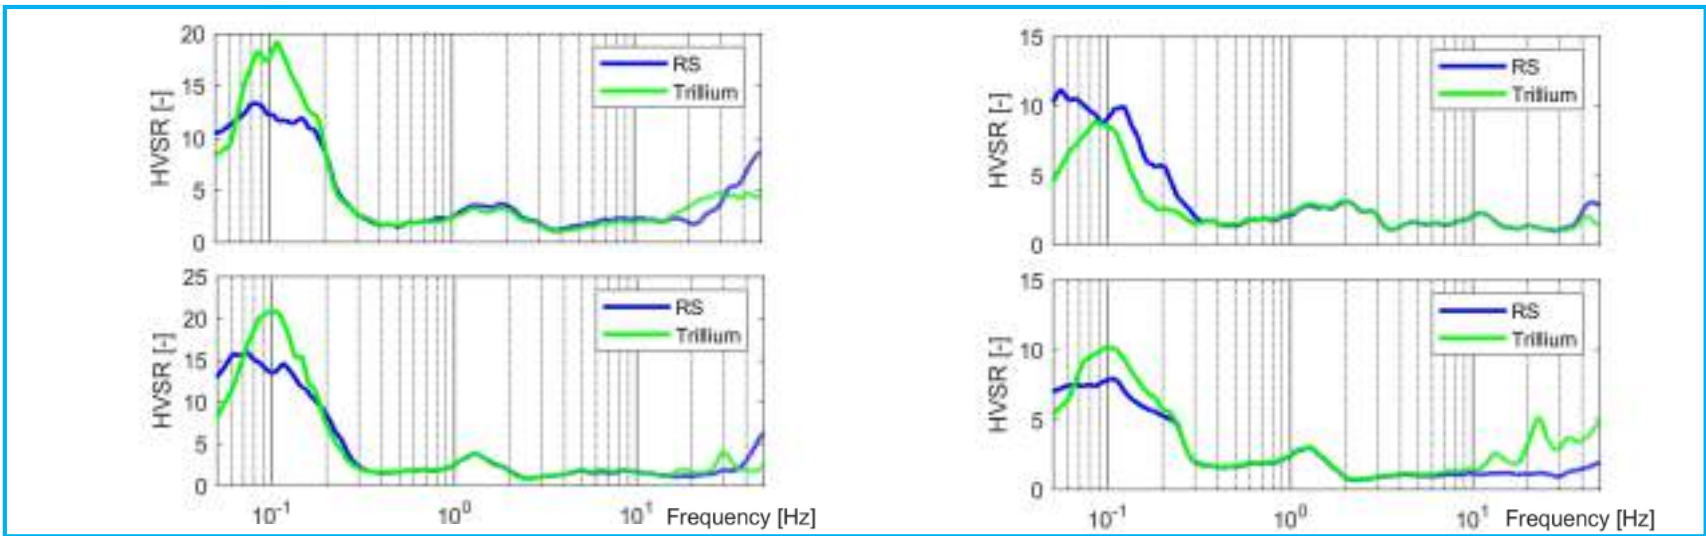 20
15
10
5
0
HVSR [-]
RS
Trillium
15
10
5
0
HVSR [-]
RS
Trillium
25
20
15
10
5
0
HVSR [-]
RS
Trillium
10⁻¹ 10⁰ 10¹ Frequency [Hz]
15
10
5
0
HVSR [-]
RS
Trillium
10⁻¹ 10⁰ 10¹ Frequency [Hz]